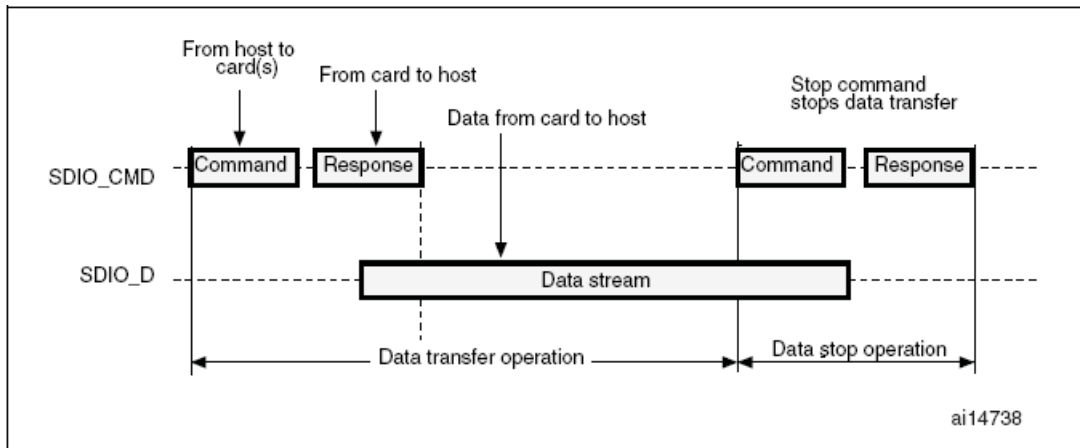 From host to
card(s)
From card to host
Data from card to host
Stop command
stops data transfer
SDIO_CMD
Command
Response
Command
Response
SDIO_D
Data stream
Data transfer operation
Data stop operation
ai14738